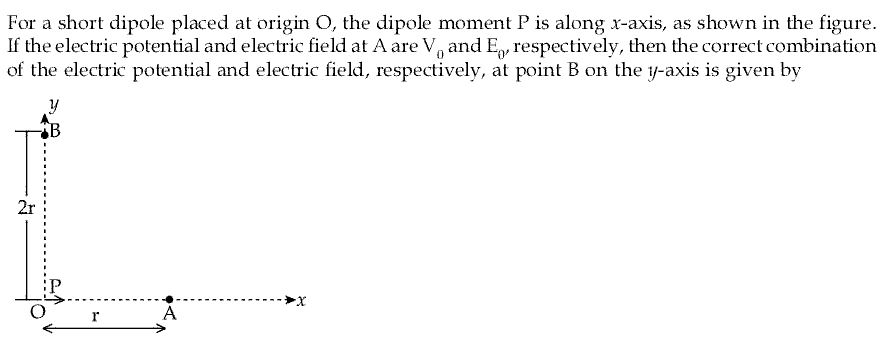 For a short dipole placed at origin O, the dipole moment P is along x-axis, as shown in the figure.
If the electric potential and electric field at A are V₀ and E₀, respectively, then the correct combination
of the electric potential and electric field, respectively, at point B on the y-axis is given by
y
B
2r
P
O
r
A
x